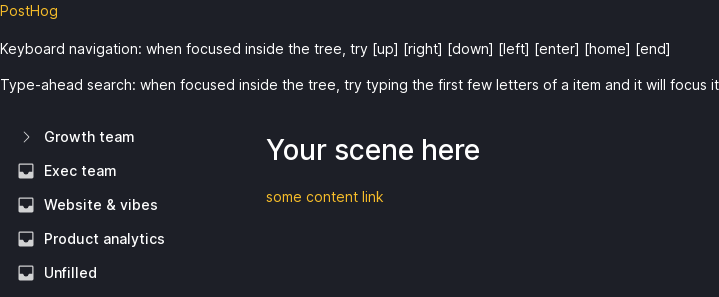 PostHog
Keyboard navigation: when focused inside the tree, try [up] [right] [down] [left] [enter] [home] [end]
Type-ahead search: when focused inside the tree, try typing the first few letters of a item and it will focus it
Growth team
Exec team
Website & vibes
Product analytics
Unfilled
Your scene here
some content link